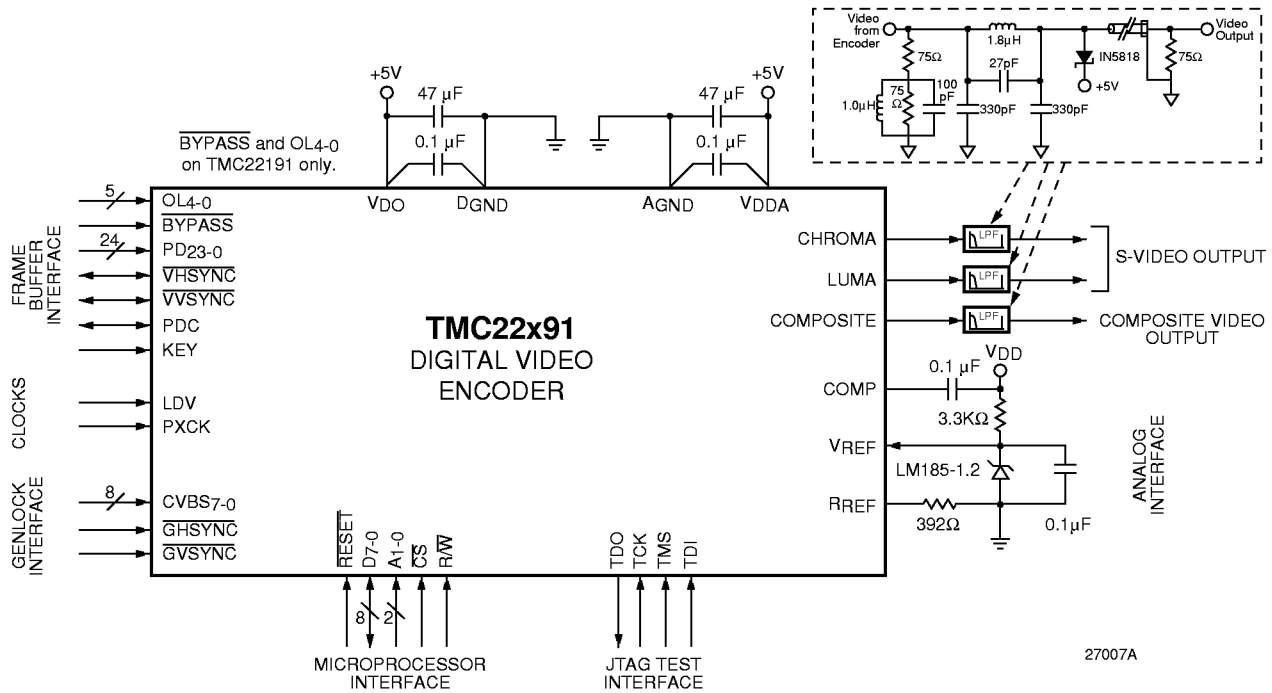 Video from Encoder
1.8µH
Video Output
75Ω
27pF
IN5818
75Ω
+5V
1.0µH
75 Ω
100 pF
330pF
330pF
+5V
47 µF
0.1 µF
+5V
47 µF
0.1 µF
BYPASS and OL4-0
on TMC22191 only.
VDO
DGND
AGND
VDDA
FRAME
BUFFER
INTERFACE
5
OL4-0
BYPASS
24
PD23-0
VHSYNC
VVSYNC
PDC
KEY
CLOCKS
LDV
PXCK
GENLOCK
INTERFACE
8
CVBS7-0
GHSYNC
GVSYNC
TMC22x91
DIGITAL VIDEO
ENCODER
CHROMA
LPF
LUMA
LPF
S-VIDEO OUTPUT
COMPOSITE
LPF
COMPOSITE VIDEO
OUTPUT
VDD
0.1 µF
COMP
3.3KΩ
VREF
LM185-1.2
RREF
392Ω
0.1µF
ANALOG
INTERFACE
RESET
D7-0
A1-0
CS
R/W
8
2
MICROPROCESSOR
INTERFACE
TDO
TCK
TMS
TDI
JTAG TEST
INTERFACE
27007A